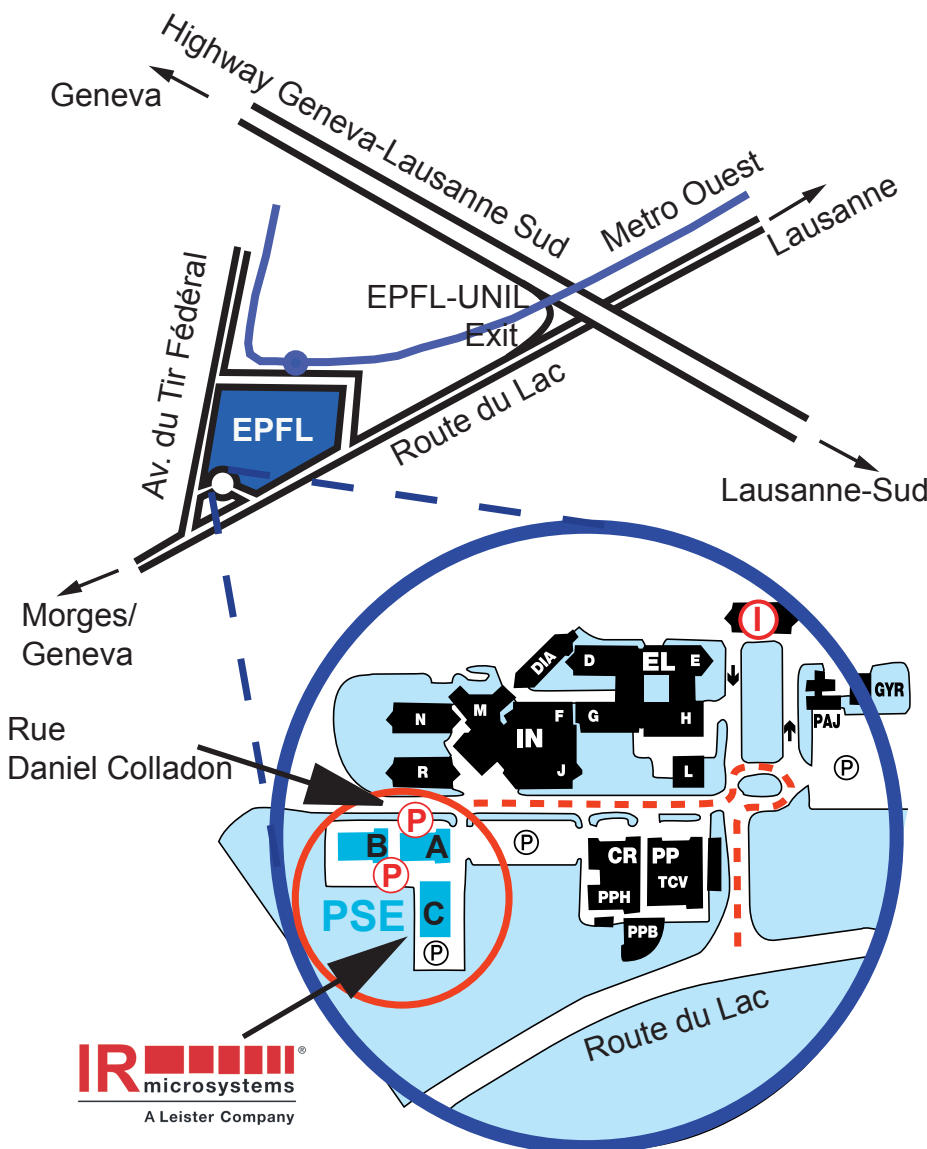 Geneva
Highway Geneva-Lausanne Sud
Metro Ouest
Lausanne
EPFL-UNIL
Exit
Av. du Tir Fédéral
EPFL
Route du Lac
Lausanne-Sud
Morges/
Geneva
I
DIA
D
EL
E
GYR
PAJ
N
M
F
G
H
IN
R
J
L
P
Rue
Daniel Colladon
P
B
A
P
P
CR
PP
TCV
PPH
PSE
C
PPB
P
Route du Lac
IR
microsystems
®
A Leister Company